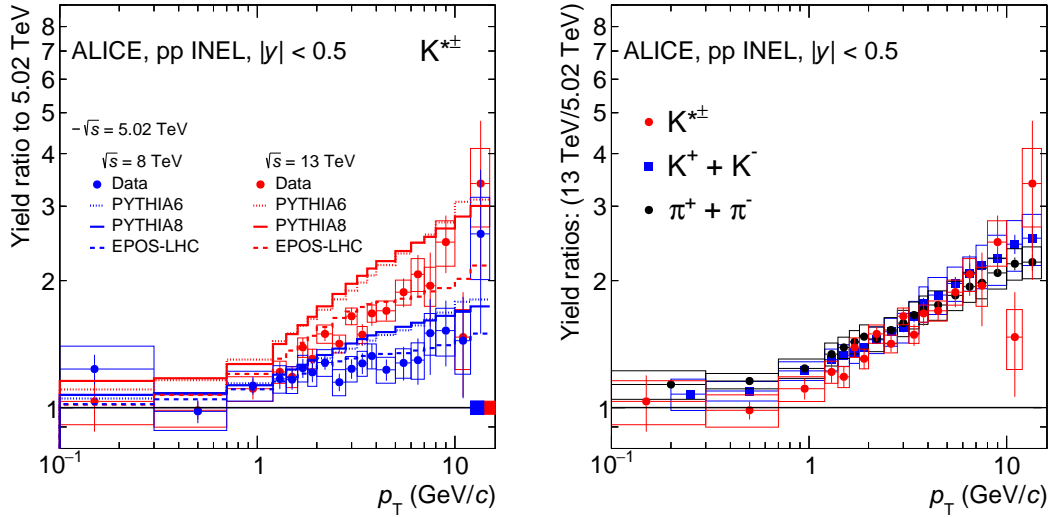 ALICE, pp INEL, |y| < 0.5 K*±
−√s = 5.02 TeV
√s = 8 TeV √s = 13 TeV
Data Data
PYTHIA6 PYTHIA6
PYTHIA8 PYTHIA8
EPOS-LHC EPOS-LHC
Yield ratio to 5.02 TeV
8
7
6
5
4
3
2
1
10⁻¹ 1 10
p_T (GeV/c)
ALICE, pp INEL, |y| < 0.5
K*±
K⁺ + K⁻
π⁺ + π⁻
Yield ratios: (13 TeV/5.02 TeV)
8
7
6
5
4
3
2
1
10⁻¹ 1 10
p_T (GeV/c)